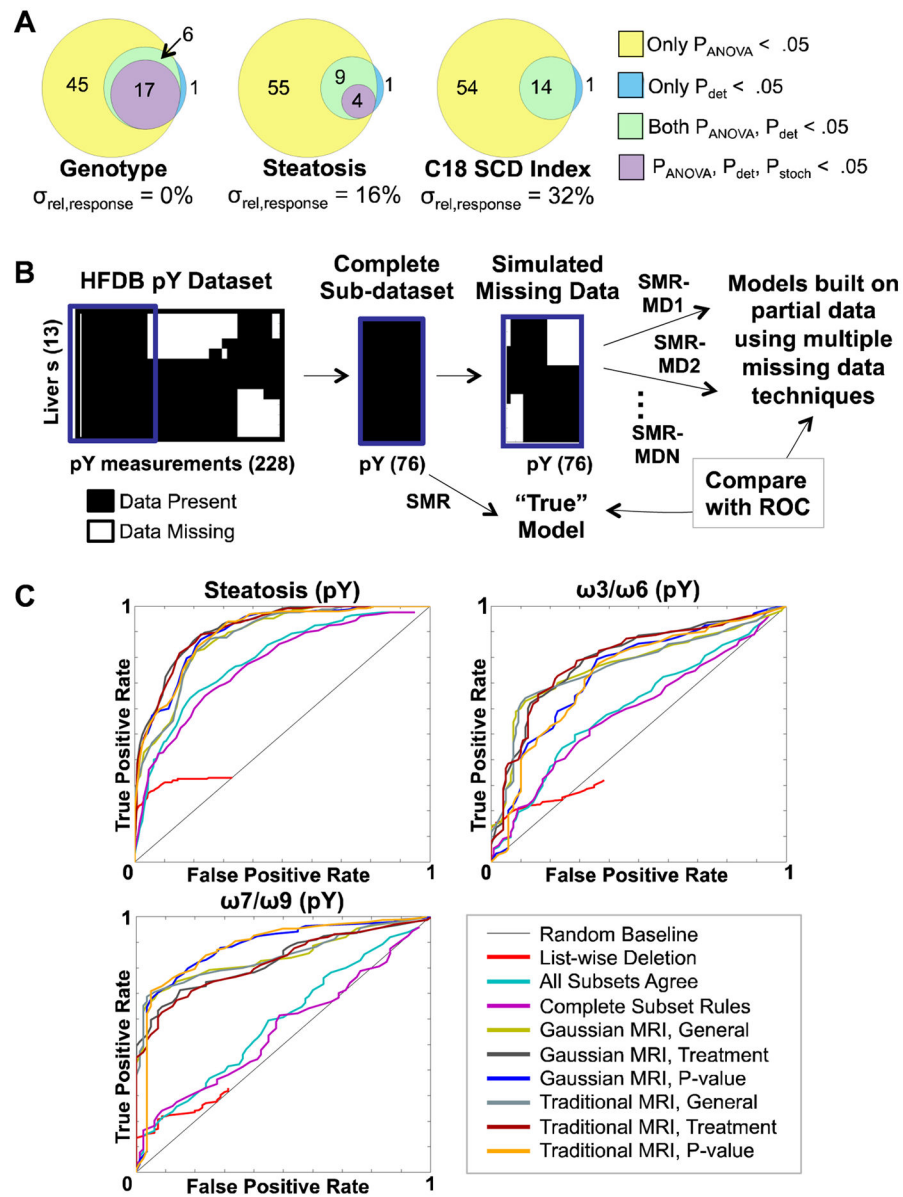 A
45
17
6
1
Genotype
σrel,response = 0%
55
9
4
1
Steatosis
σrel,response = 16%
54
14
1
C18 SCD Index
σrel,response = 32%
Only PANOVA < .05
Only Pdet < .05
Both PANOVA, Pdet < .05
PANOVA, Pdet, Pstoch < .05
B
HFDB pY Dataset
Liver s (13)
pY measurements (228)
Data Present
Data Missing
Complete
Sub-dataset
pY (76)
SMR
Simulated
Missing Data
pY (76)
"True"
Model
SMR-
MD1
SMR-
MD2
SMR-
MDN
Models built on
partial data
using multiple
missing data
techniques
Compare
with ROC
C
Steatosis (pY)
1
True Positive Rate
0
False Positive Rate
1
ω3/ω6 (pY)
1
True Positive Rate
0
False Positive Rate
1
ω7/ω9 (pY)
1
True Positive Rate
0
False Positive Rate
1
Random Baseline
List-wise Deletion
All Subsets Agree
Complete Subset Rules
Gaussian MRI, General
Gaussian MRI, Treatment
Gaussian MRI, P-value
Traditional MRI, General
Traditional MRI, Treatment
Traditional MRI, P-value